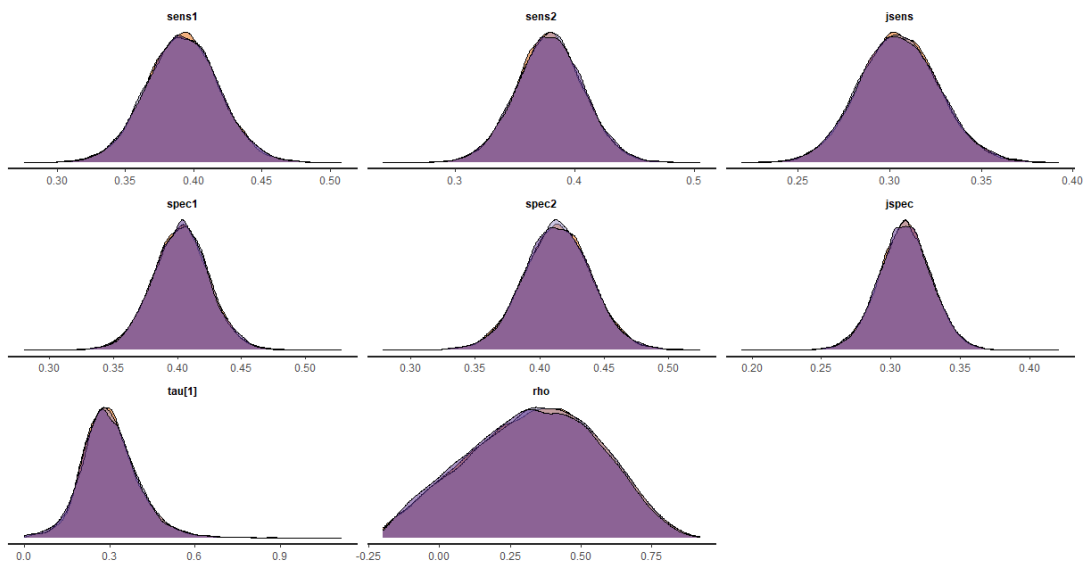 sens1 sens2 jsens
0.30 0.35 0.40 0.45 0.50 0.3 0.4 0.5 0.25 0.30 0.35 0.40
spec1 spec2 jspec
0.30 0.35 0.40 0.45 0.50 0.30 0.35 0.40 0.45 0.50 0.20 0.25 0.30 0.35 0.40
tau[1] rho
0.0 0.3 0.6 0.9 -0.25 0.00 0.25 0.50 0.75